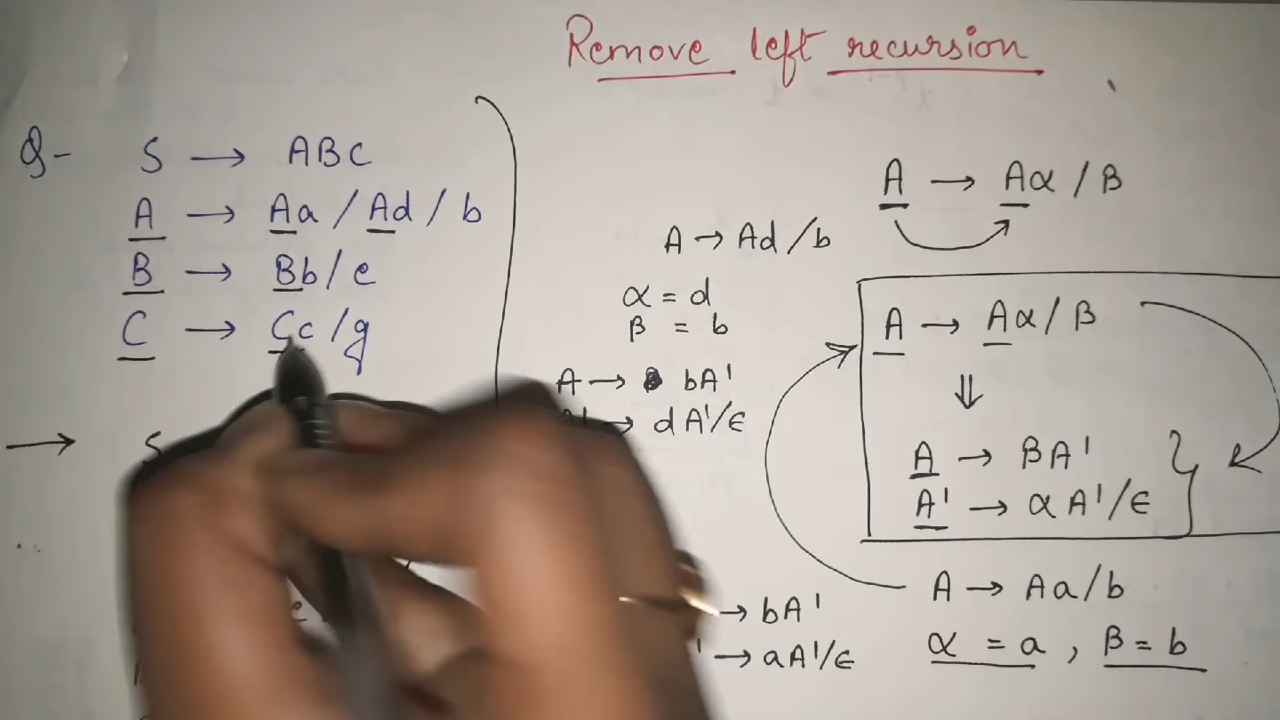 Remove left recursion
Q- S → ABC
A → Aa / Ad / b
B → Bb / e
C → Cc / g
→ S
A → Aα / β
A → Ad / b
α = d
β = b
A → bA'
→ dA'/ϵ
A → Aα / β
⇓
A → βA'
A' → αA'/ϵ
A → Aa/b
α = a , β = b
→ bA'
' → aA'/ϵ